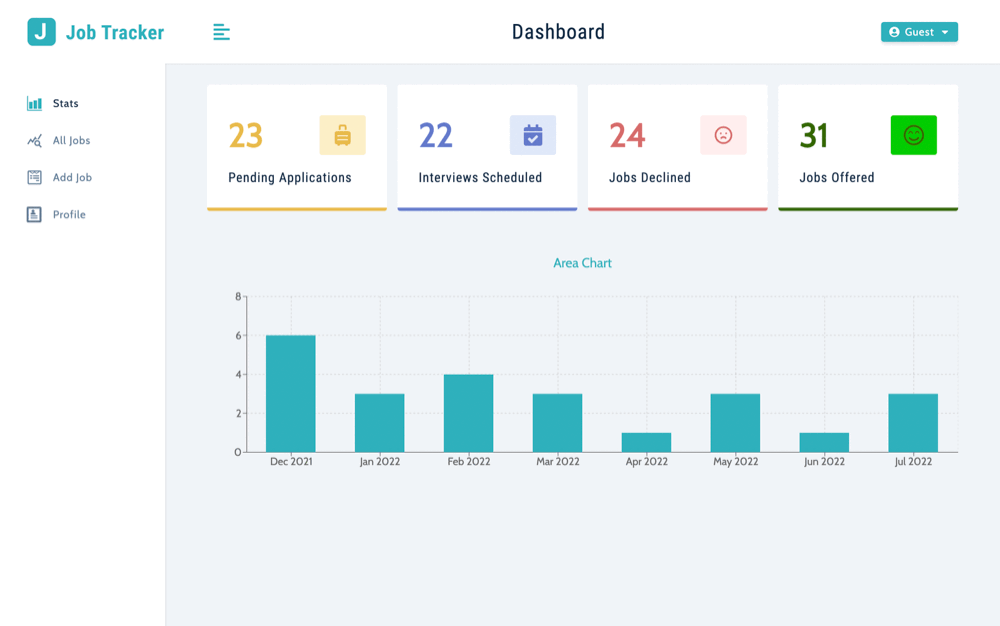 J Job Tracker
Dashboard
Guest
Stats
All Jobs
Add Job
Profile
23
Pending Applications
22
Interviews Scheduled
24
Jobs Declined
31
Jobs Offered
Area Chart
8
6
4
2
0
Dec 2021 Jan 2022 Feb 2022 Mar 2022 Apr 2022 May 2022 Jun 2022 Jul 2022